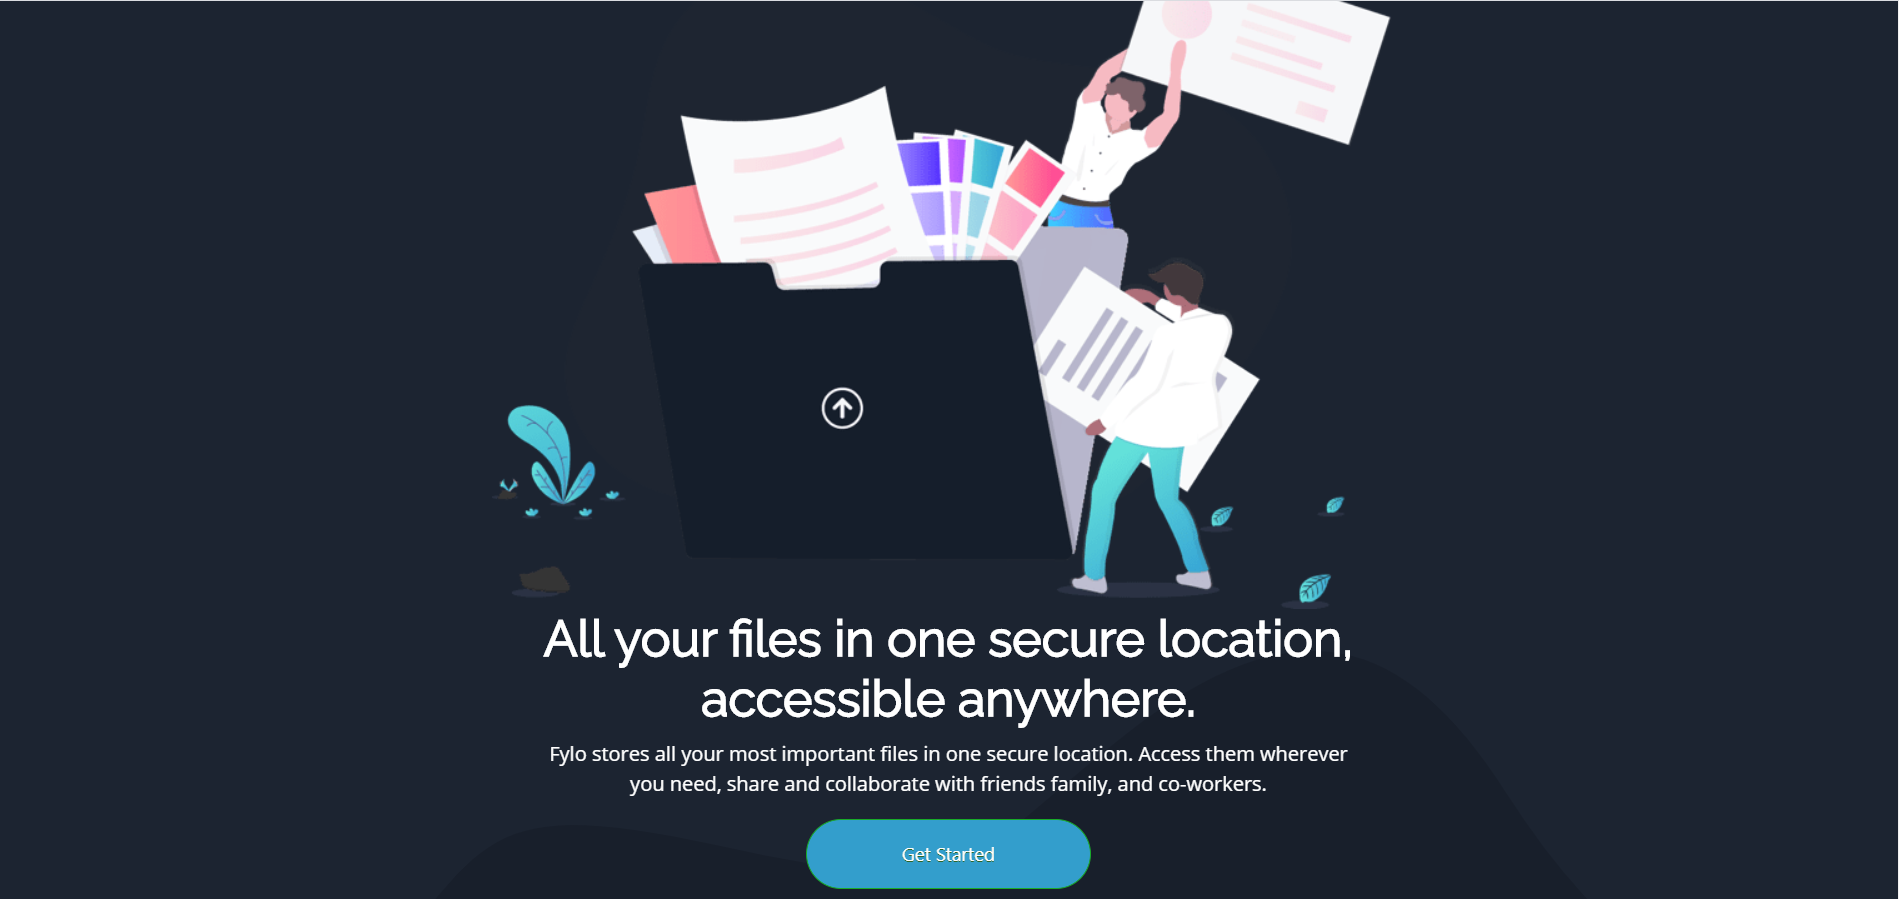 All your files in one secure location,
accessible anywhere.
Fylo stores all your most important files in one secure location. Access them wherever
you need, share and collaborate with friends family, and co-workers.
Get Started